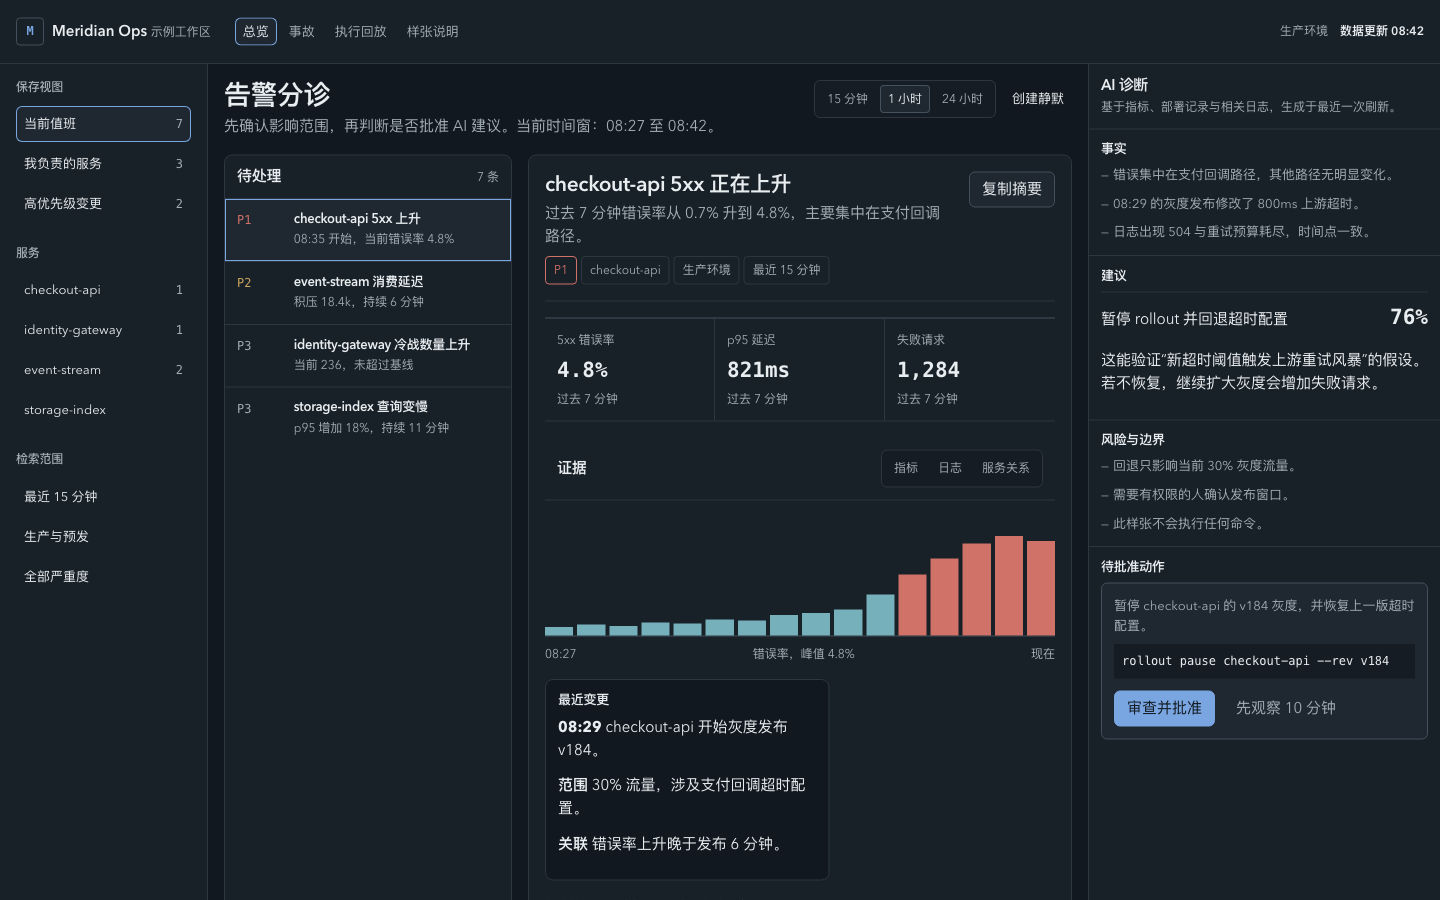 M Meridian Ops 示例工作区 总览 事故 执行回放 样张说明 生产环境 数据更新 08:42
保存视图
当前值班 7
我负责的服务 3
高优先级变更 2
服务
checkout-api 1
identity-gateway 1
event-stream 2
storage-index
检索范围
最近 15 分钟
生产与预发
全部严重度
告警分诊
先确认影响范围，再判断是否批准 AI 建议。当前时间窗：08:27 至 08:42。
15 分钟 1 小时 24 小时 创建静默
待处理 7 条
P1 checkout-api 5xx 上升
08:35 开始，当前错误率 4.8%
P2 event-stream 消费延迟
积压 18.4k，持续 6 分钟
P3 identity-gateway 冷战数量上升
当前 236，未超过基线
P3 storage-index 查询变慢
p95 增加 18%，持续 11 分钟
checkout-api 5xx 正在上升
复制摘要
过去 7 分钟错误率从 0.7% 升到 4.8%，主要集中在支付回调
路径。
P1 checkout-api 生产环境 最近 15 分钟
5xx 错误率 p95 延迟 失败请求
4.8% 821ms 1,284
过去 7 分钟 过去 7 分钟 过去 7 分钟
证据 指标 日志 服务关系
08:27 错误率，峰值 4.8% 现在
最近变更
08:29 checkout-api 开始灰度发布
v184。
范围 30% 流量，涉及支付回调超时配
置。
关联 错误率上升晚于发布 6 分钟。
AI 诊断
基于指标、部署记录与相关日志，生成于最近一次刷新。
事实
– 错误集中在支付回调路径，其他路径无明显变化。
– 08:29 的灰度发布修改了 800ms 上游超时。
– 日志出现 504 与重试预算耗尽，时间点一致。
建议
暂停 rollout 并回退超时配置 76%
这能验证“新超时阈值触发上游重试风暴”的假设。
若不恢复，继续扩大灰度会增加失败请求。
风险与边界
– 回退只影响当前 30% 灰度流量。
– 需要有权限的人确认发布窗口。
– 此样张不会执行任何命令。
待批准动作
暂停 checkout-api 的 v184 灰度，并恢复上一版超时
配置。
rollout pause checkout-api --rev v184
审查并批准 先观察 10 分钟